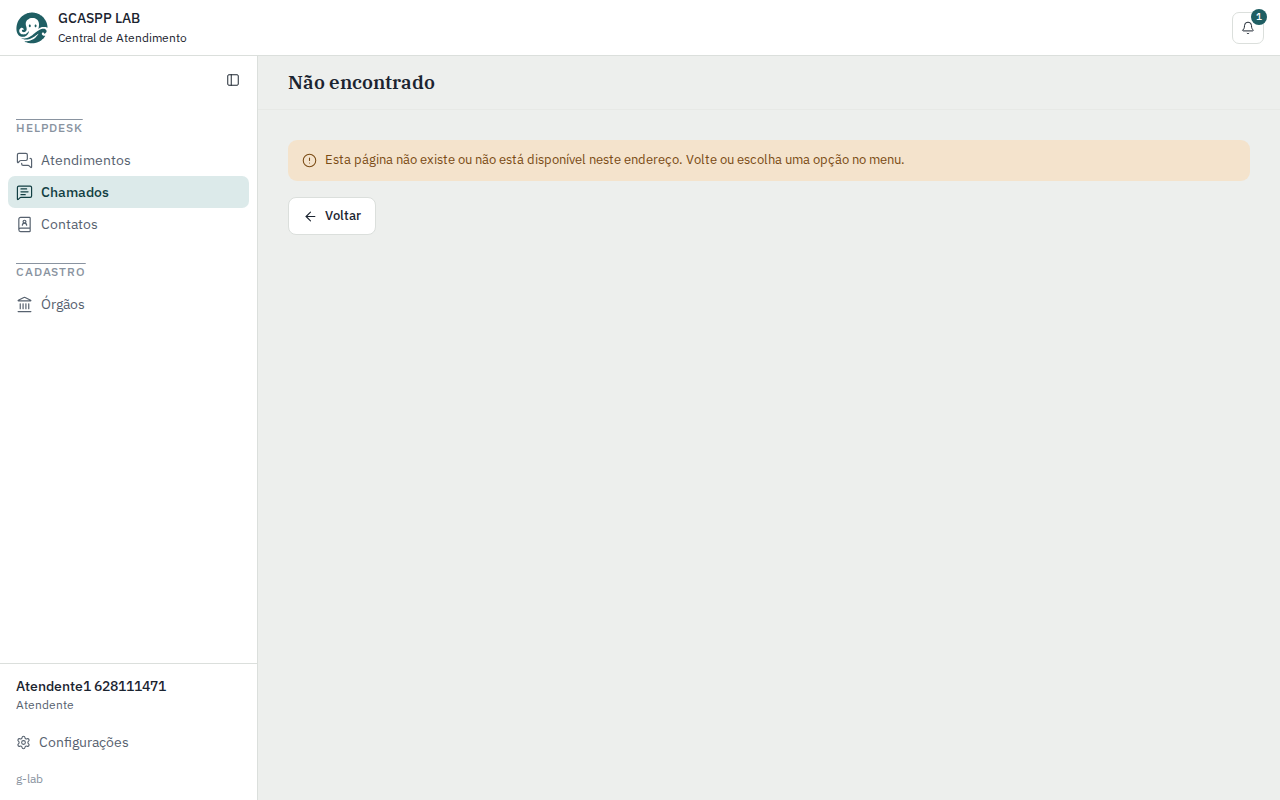 GCASPP LAB
Central de Atendimento
1
Não encontrado
HELPDESK
Esta página não existe ou não está disponível neste endereço. Volte ou escolha uma opção no menu.
Atendimentos
Chamados
Voltar
Contatos
CADASTRO
Órgãos
Atendente1 628111471
Atendente
Configurações
g-lab